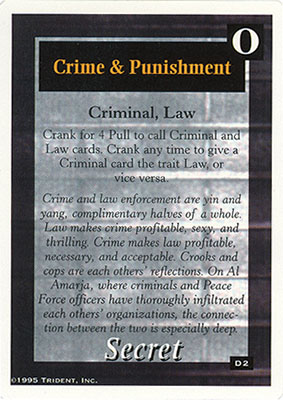 O
Crime & Punishment
Criminal, Law
Crank for 4 Pull to call Criminal and
Law cards. Crank any time to give a
Criminal card the trait Law, or
vice versa.
Crime and law enforcement are yin and
yang, complimentary halves of a whole.
Law makes crime profitable, sexy, and
thrilling. Crime makes law profitable,
necessary, and acceptable. Crooks and
cops are each others' reflections. On Al
Amarja, where criminals and Peace
Force officers have thoroughly infiltrated
each others' organizations, the connec-
tion between the two is especially deep.
Secret
D2
©1995 TRIDENT, INC.